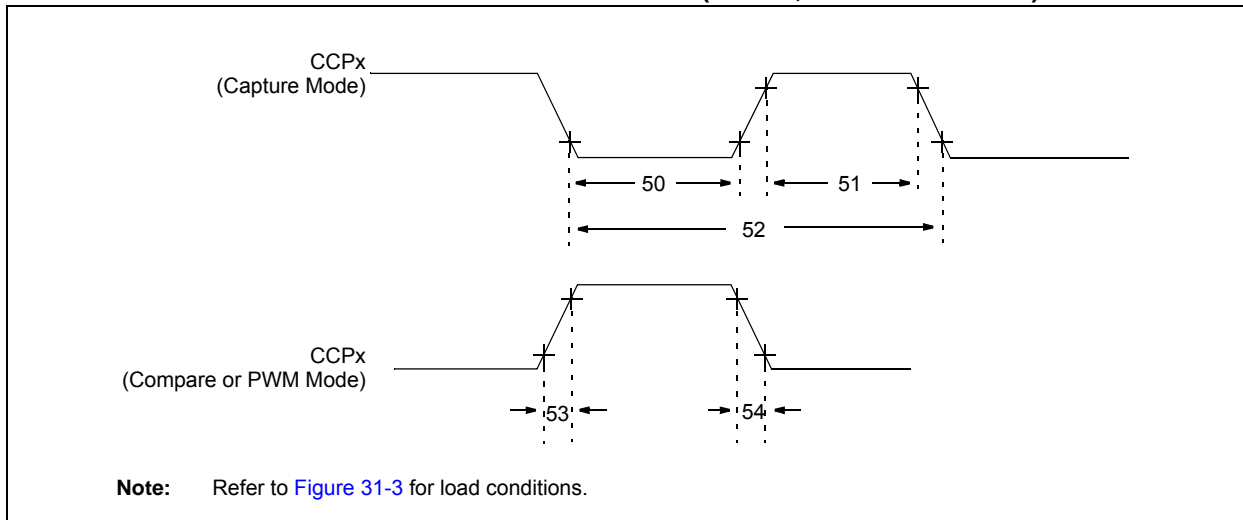 CCPx
(Capture Mode)
50
51
52
CCPx
(Compare or PWM Mode)
53
54
Note: Refer to Figure 31-3 for load conditions.